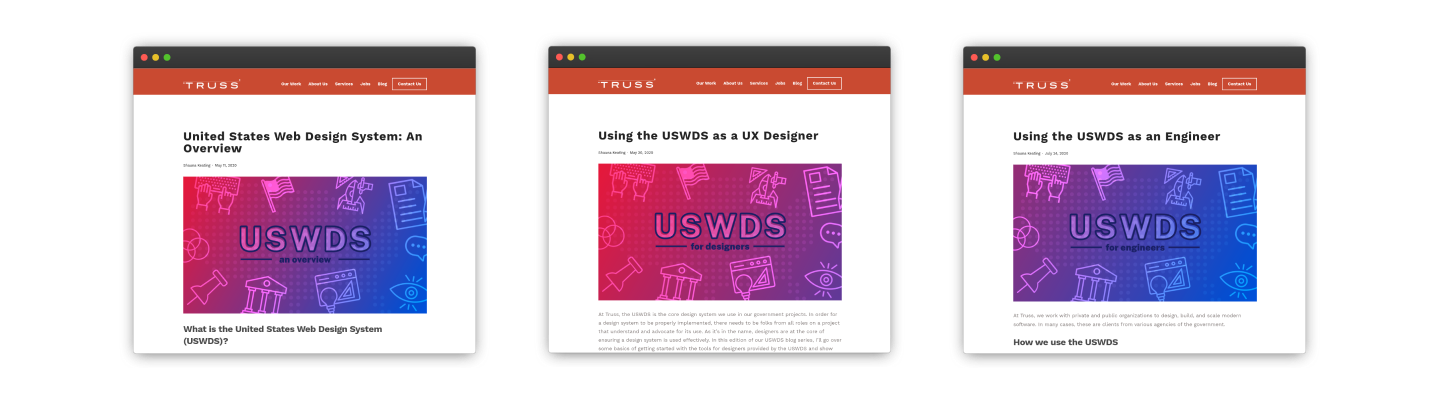 TRUSS
Our Work About Us Services Jobs Blog Contact Us
United States Web Design System: An
Overview
Shauna Keating · May 11, 2020
USWDS
an overview
What is the United States Web Design System
(USWDS)?
TRUSS
Our Work About Us Services Jobs Blog Contact Us
Using the USWDS as a UX Designer
Shauna Keating · May 30, 2020
USWDS
for designers
At Truss, the USWDS is the core design system we use in our government projects. In order for
a design system to be properly implemented, there needs to be folks from all roles on a project
that understand and advocate for its use. As it's in the name, designers are at the core of
ensuring a design system is used effectively. In this edition of our USWDS blog series, I'll go over
some basics of getting started with the tools for designers provided by the USWDS and show
TRUSS
Our Work About Us Services Jobs Blog Contact Us
Using the USWDS as an Engineer
Shauna Keating · July 24, 2020
USWDS
for engineers
At Truss, we work with private and public organizations to design, build, and scale modern
software. In many cases, these are clients from various agencies of the government.
How we use the USWDS